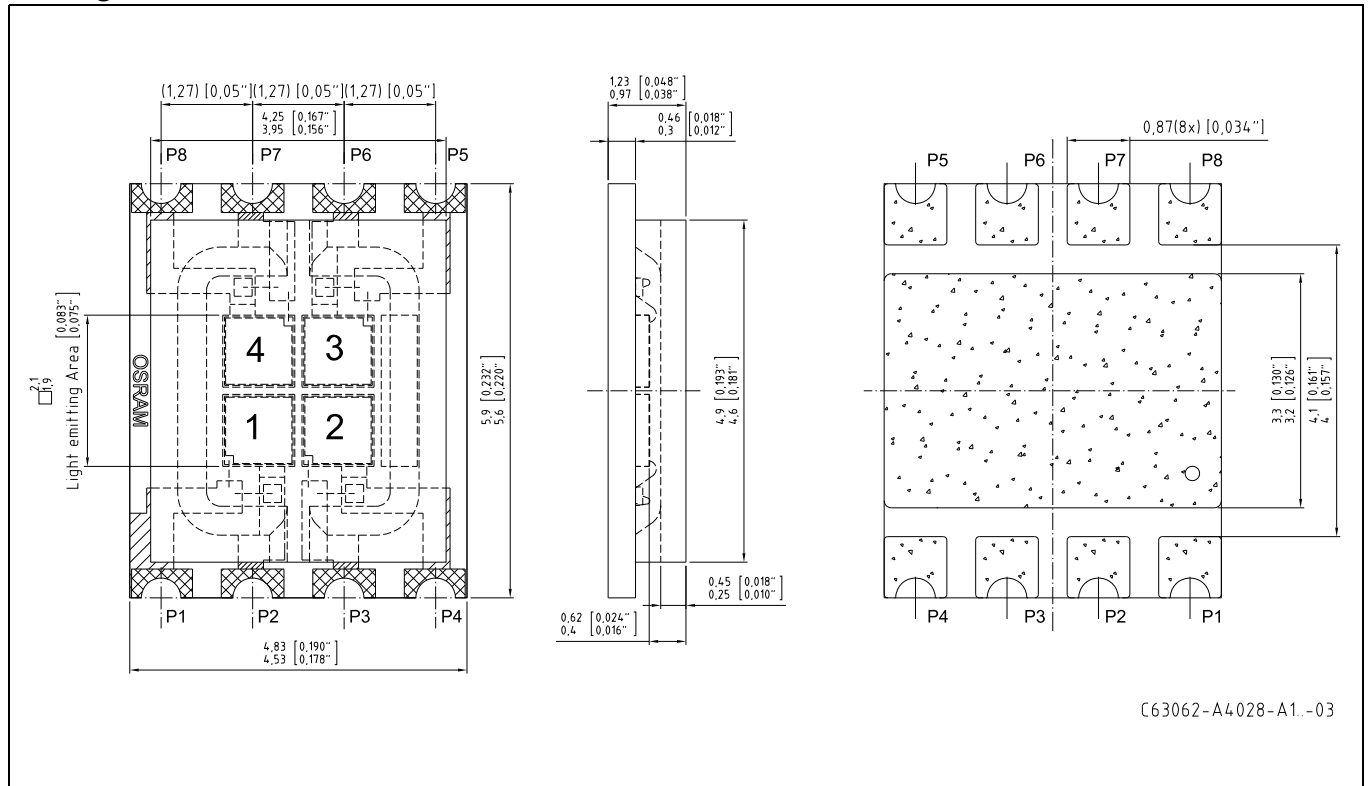 (1,27) [0,05"] (1,27) [0,05"] (1,27) [0,05"]
4,25 [0,167"]
3,95 [0,156"]
P8 P7 P6 P5
4 3
1 2
OSRAM
□ 2,1
1,9
Light emitting Area [0,083"]
[0,075"]
5,9 [0,232"]
5,6 [0,220"]
P1 P2 P3 P4
4,83 [0,190"]
4,53 [0,178"]
1,23 [0,048"]
0,97 [0,038"]
0,46 [0,018"]
0,3 [0,012"]
4,9 [0,193"]
4,6 [0,181"]
0,45 [0,018"]
0,25 [0,010"]
0,62 [0,024"]
0,4 [0,016"]
0,87(8x) [0,034"]
P5 P6 P7 P8
3,3 [0,130"]
3,2 [0,126"]
4,1 [0,161"]
4 [0,157"]
P4 P3 P2 P1
C63062-A4028-A1..-03